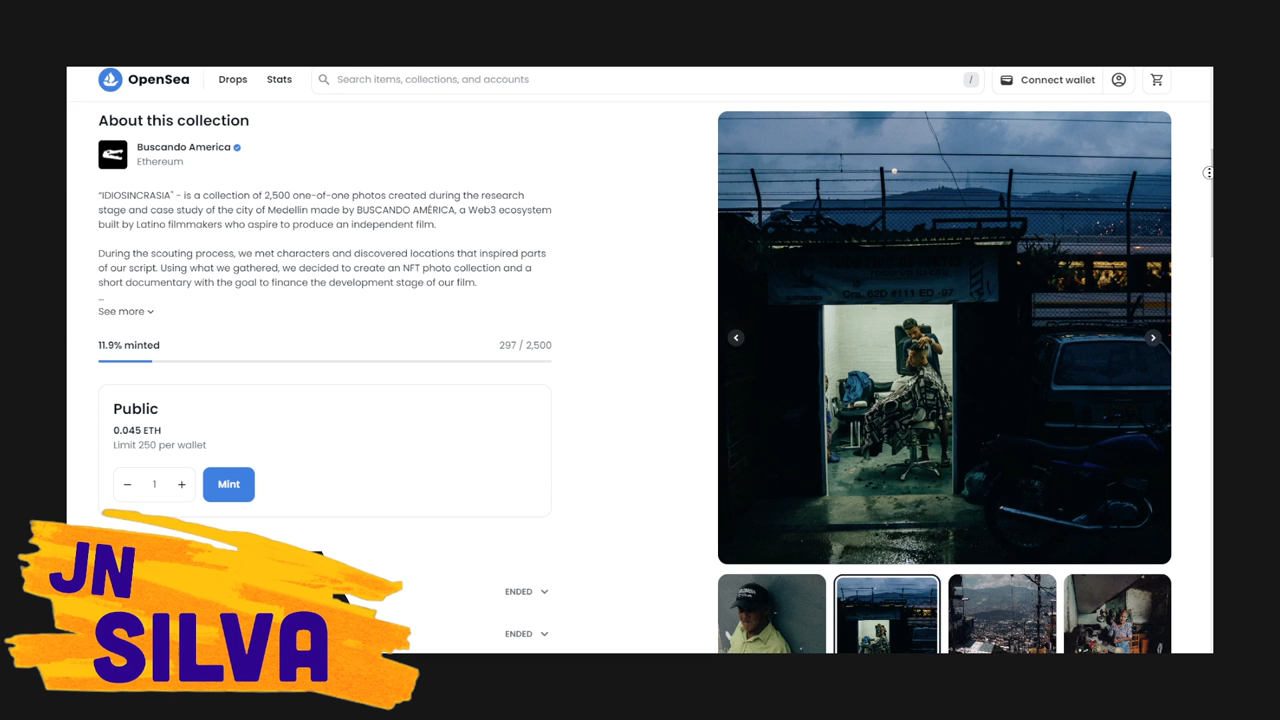 OpenSea
Drops
Stats
Search items, collections, and accounts
/
Connect wallet
About this collection
Buscando America
Ethereum
“IDIOSINCRASIA" - is a collection of 2,500 one-of-one photos created during the research
stage and case study of the city of Medellin made by BUSCANDO AMÉRICA, a Web3 ecosystem
built by Latino filmmakers who aspire to produce an independent film.
During the scouting process, we met characters and discovered locations that inspired parts
of our script. Using what we gathered, we decided to create an NFT photo collection and a
short documentary with the goal to finance the development stage of our film.
–
See more
11.9% minted
297 / 2,500
Public
0.045 ETH
Limit 250 per wallet
− 1 +
Mint
ENDED
ENDED
Cra. 62D #111 ED -97
JN
SILVA